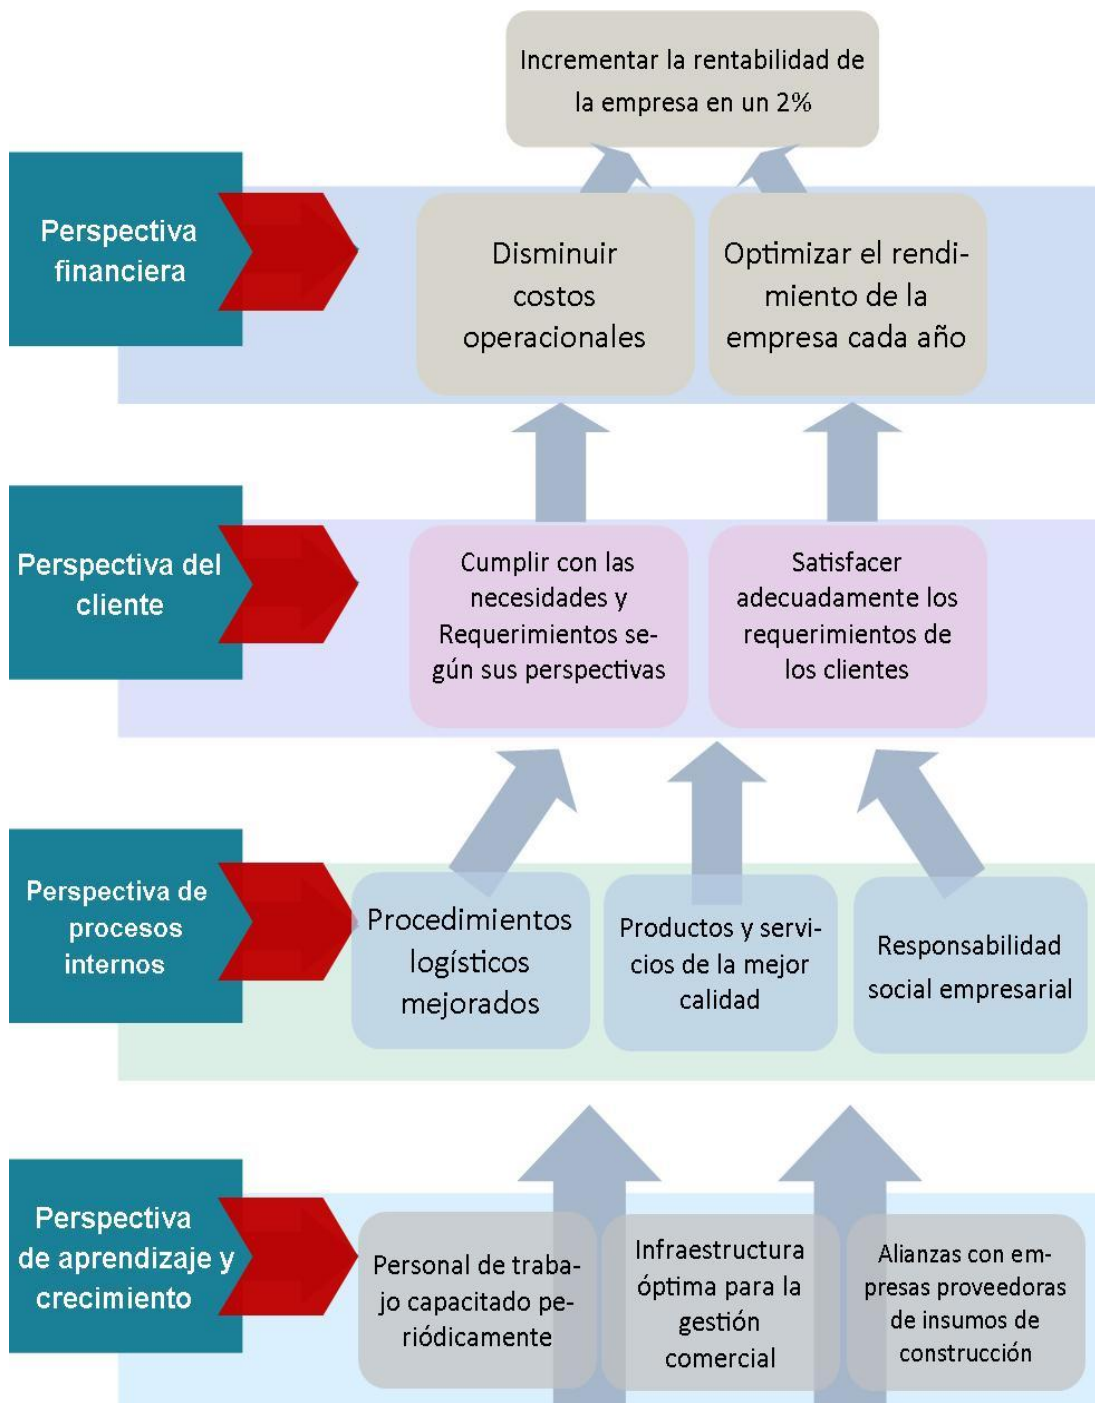 Incrementar la rentabilidad de
la empresa en un 2%
Perspectiva
financiera
Disminuir
costos
operacionales
Optimizar el rendi-
miento de la
empresa cada año
Perspectiva del
cliente
Cumplir con las
necesidades y
Requerimientos se-
gún sus perspectivas
Satisfacer
adecuadamente los
requerimientos de
los clientes
Perspectiva de
procesos
internos
Procedimientos
logísticos
mejorados
Productos y servi-
cios de la mejor
calidad
Responsabilidad
social empresarial
Perspectiva
de aprendizaje y
crecimiento
Personal de traba-
jo capacitado pe-
riódicamente
Infraestructura
óptima para la
gestión
comercial
Alianzas con em-
presas proveedoras
de insumos de
construcción